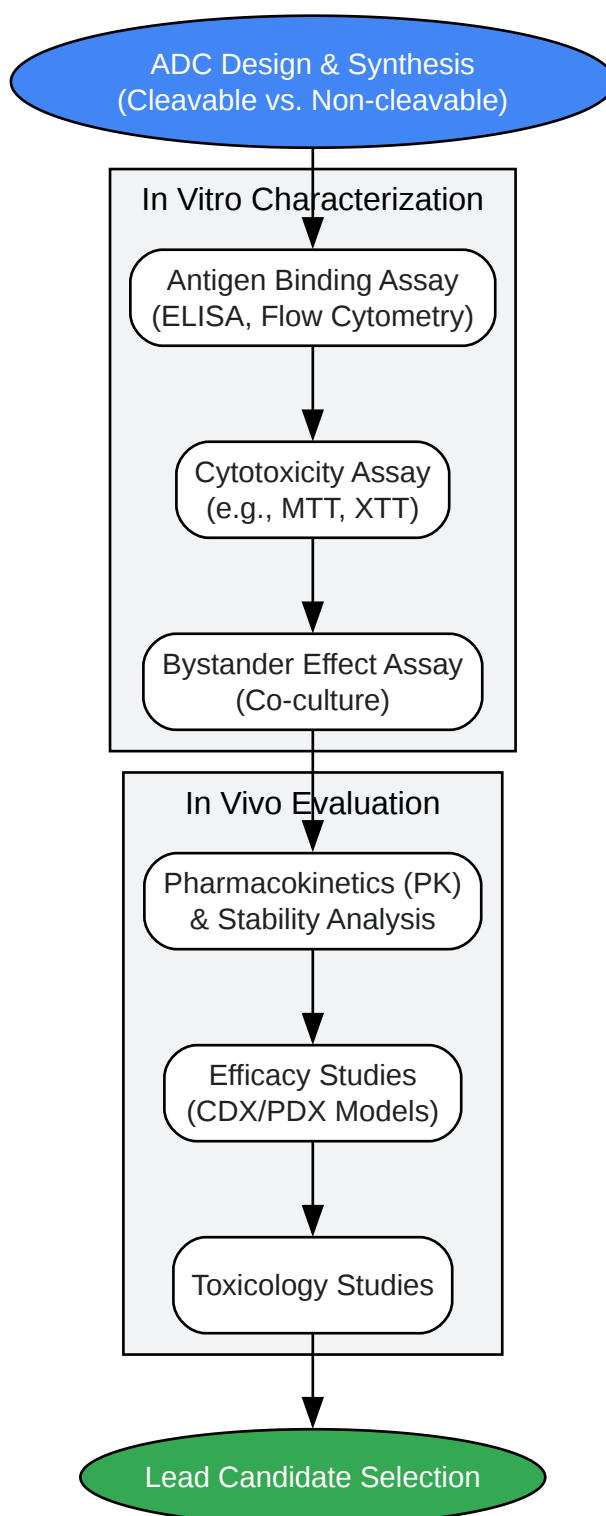 ADC Design & Synthesis
(Cleavable vs. Non-cleavable)
In Vitro Characterization
Antigen Binding Assay
(ELISA, Flow Cytometry)
Cytotoxicity Assay
(e.g., MTT, XTT)
Bystander Effect Assay
(Co-culture)
In Vivo Evaluation
Pharmacokinetics (PK)
& Stability Analysis
Efficacy Studies
(CDX/PDX Models)
Toxicology Studies
Lead Candidate Selection